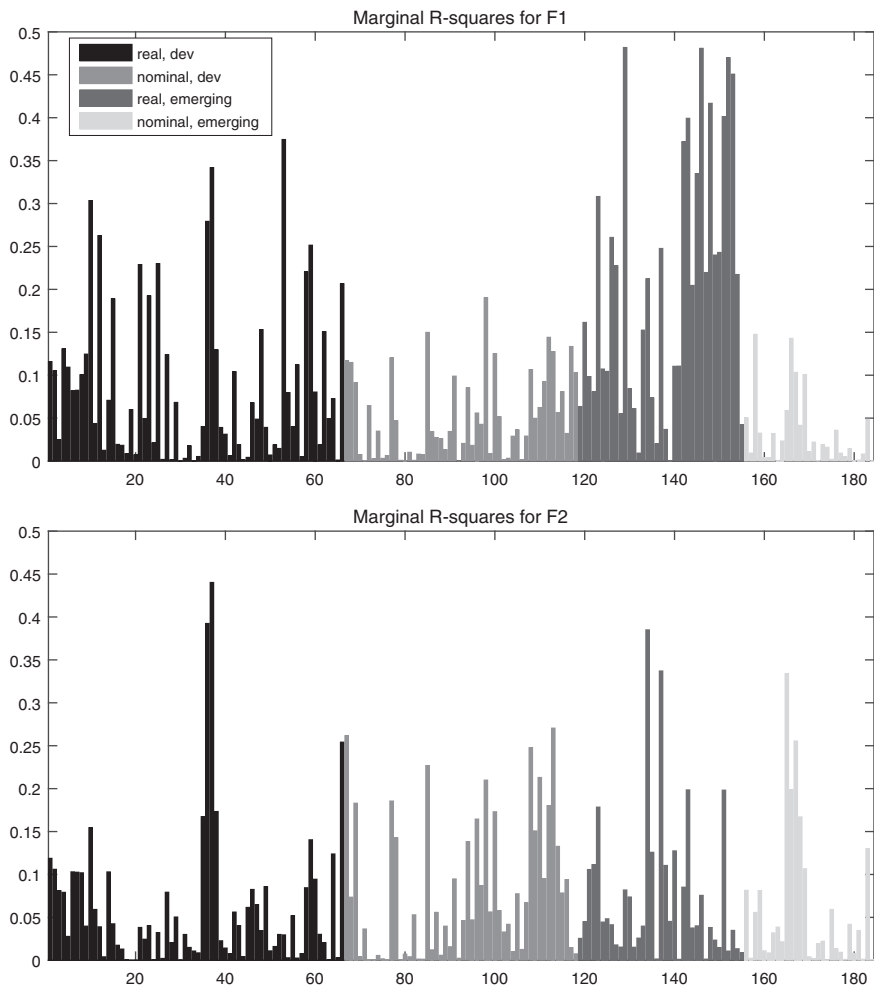 Marginal R-squares for F1
0.5
0.45
0.4
0.35
0.3
0.25
0.2
0.15
0.1
0.05
0
real, dev
nominal, dev
real, emerging
nominal, emerging
20 40 60 80 100 120 140 160 180
Marginal R-squares for F2
0.5
0.45
0.4
0.35
0.3
0.25
0.2
0.15
0.1
0.05
0
20 40 60 80 100 120 140 160 180